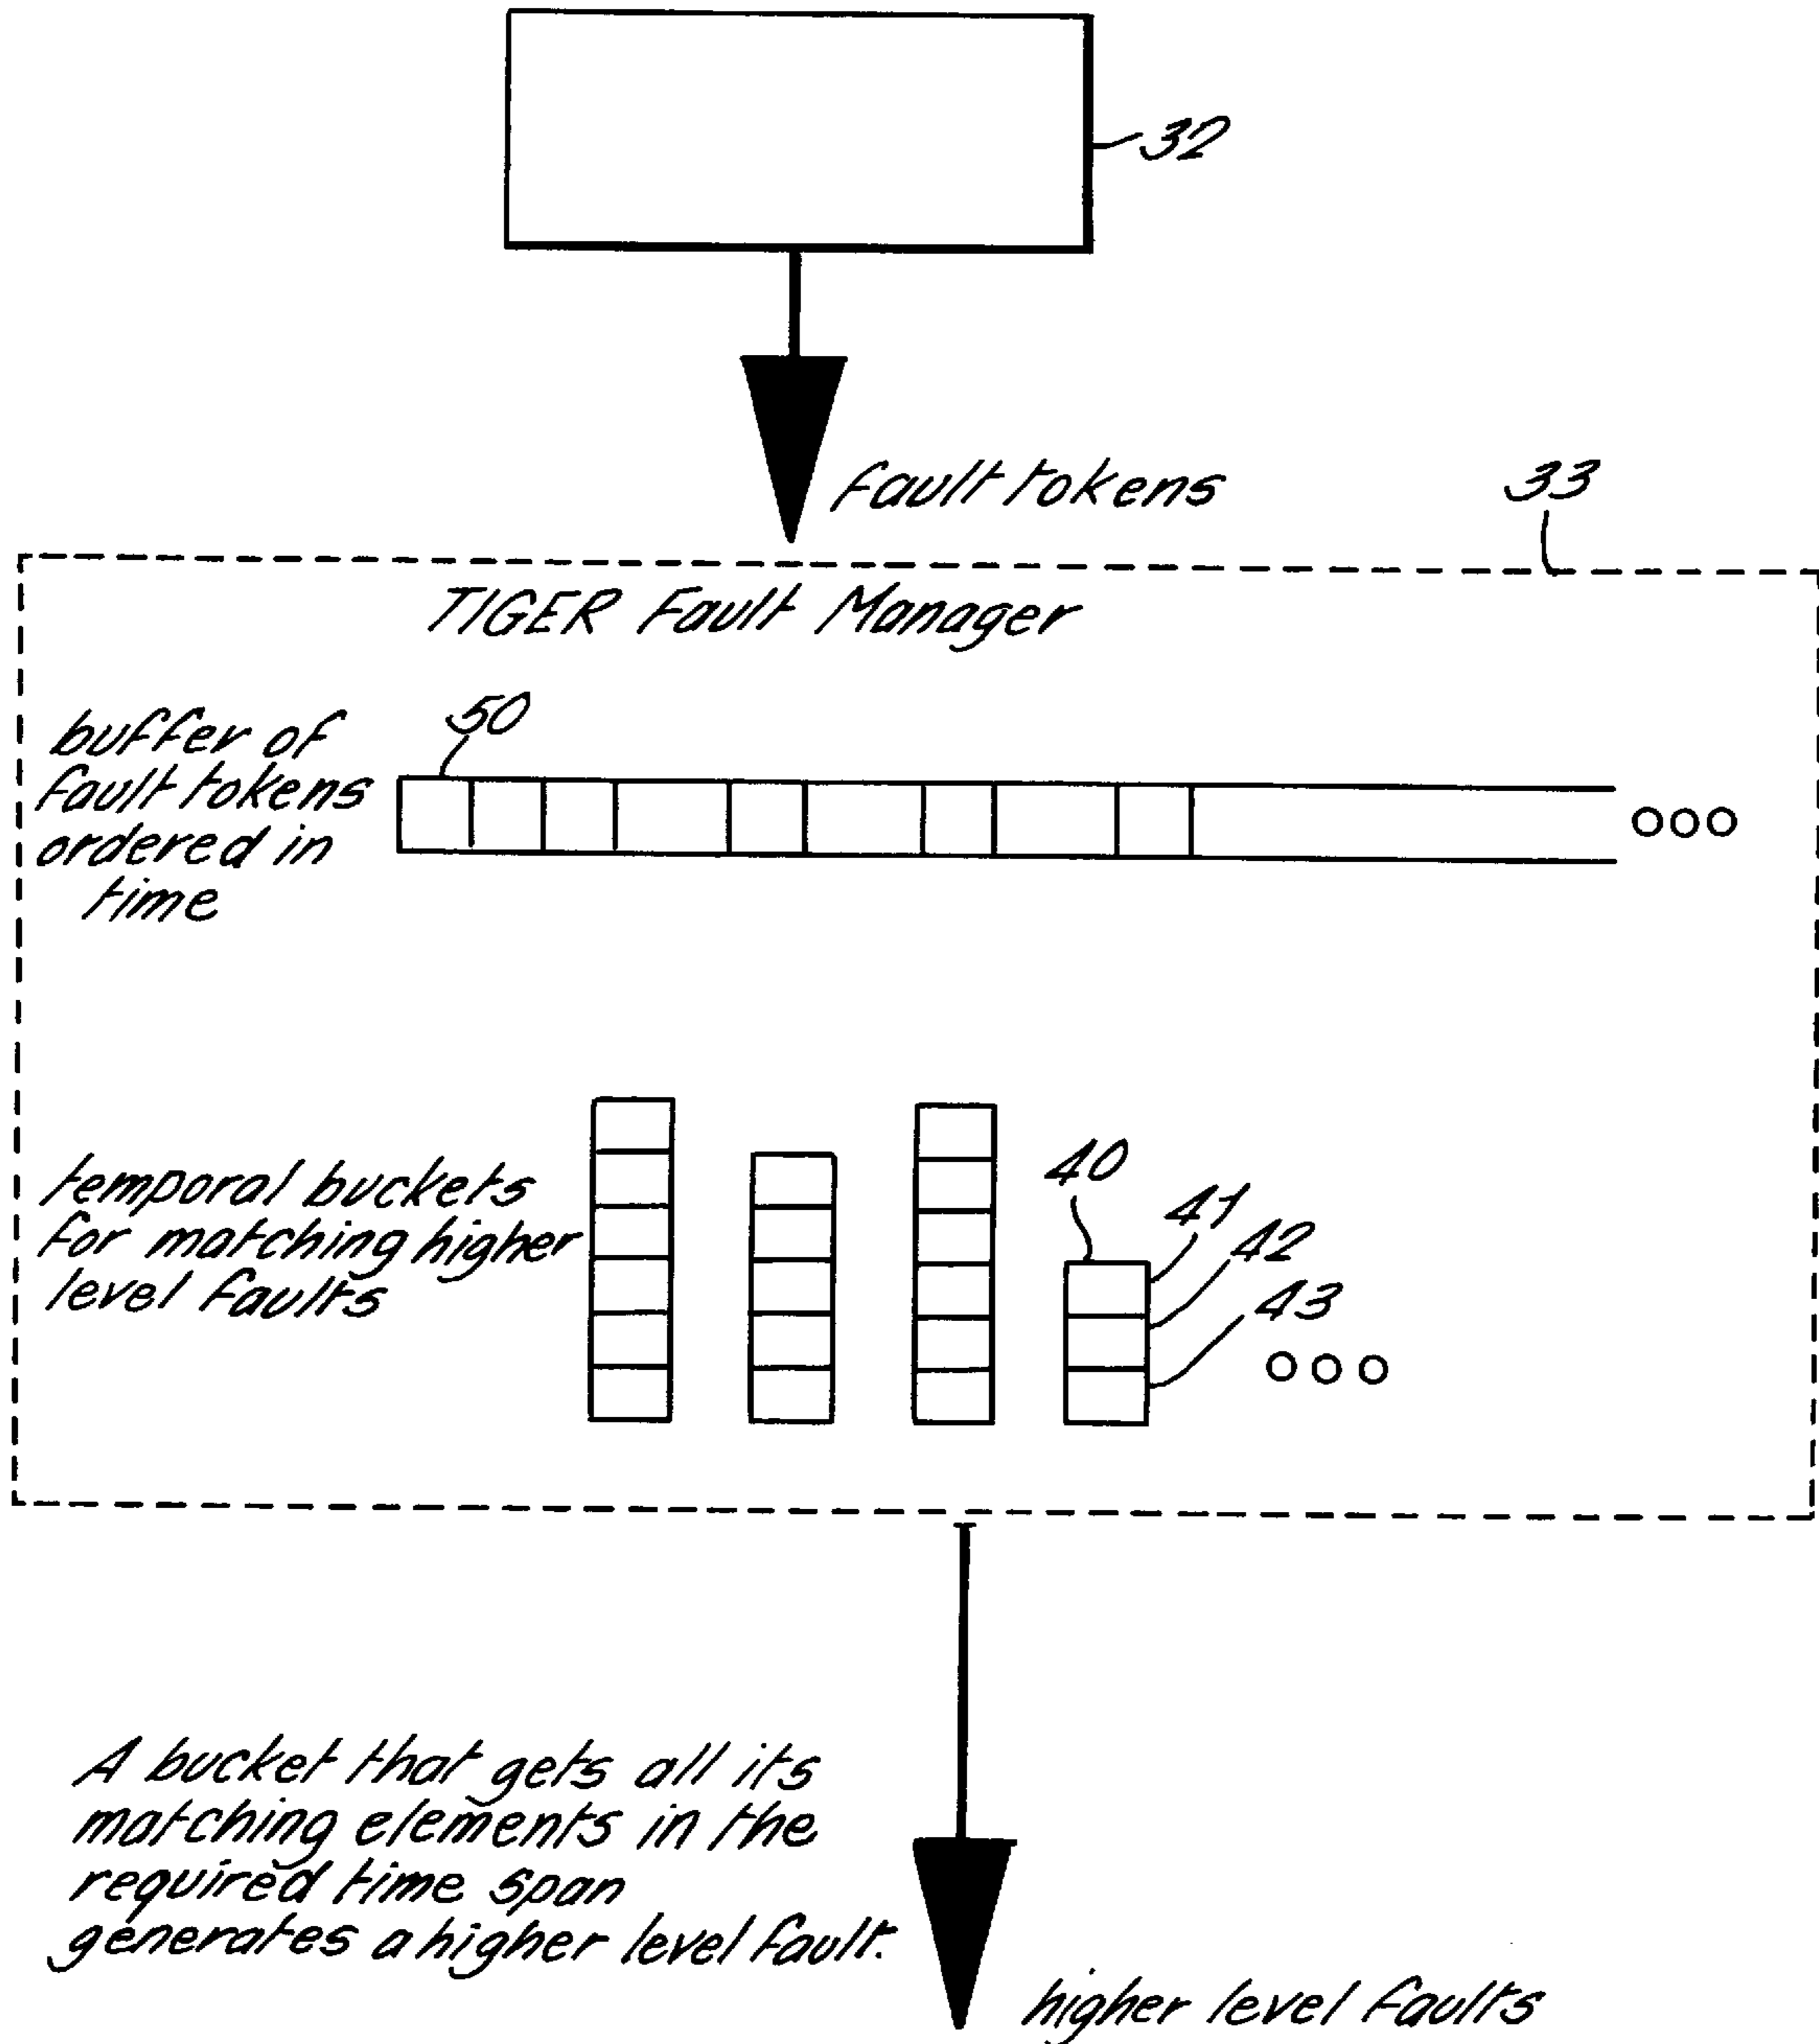 32
fault tokens
33
TIGER Fault Manager
50
buffer of
fault tokens
ordered in
time
40
41
42
43
temporal buckets
for matching higher
level faults
A bucket that gets all its
matching elements in the
required time span
generates a higher level fault.
higher level faults